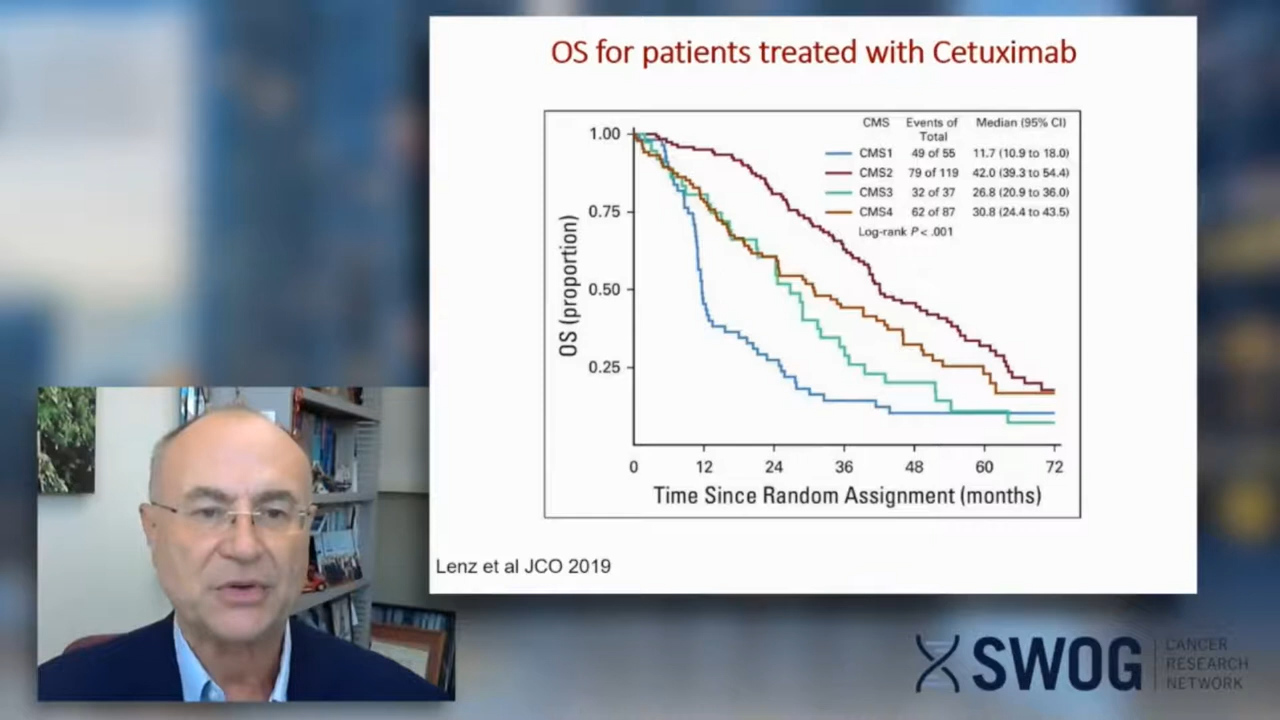 OS for patients treated with Cetuximab
CMS Events of Total Median (95% CI)
CMS1 49 of 55 11.7 (10.9 to 18.0)
CMS2 79 of 119 42.0 (39.3 to 54.4)
CMS3 32 of 37 26.8 (20.9 to 36.0)
CMS4 62 of 87 30.8 (24.4 to 43.5)
Log-rank P < .001
OS (proportion)
1.00
0.75
0.50
0.25
0 12 24 36 48 60 72
Time Since Random Assignment (months)
Lenz et al JCO 2019
SWOG
CANCER
RESEARCH
NETWORK